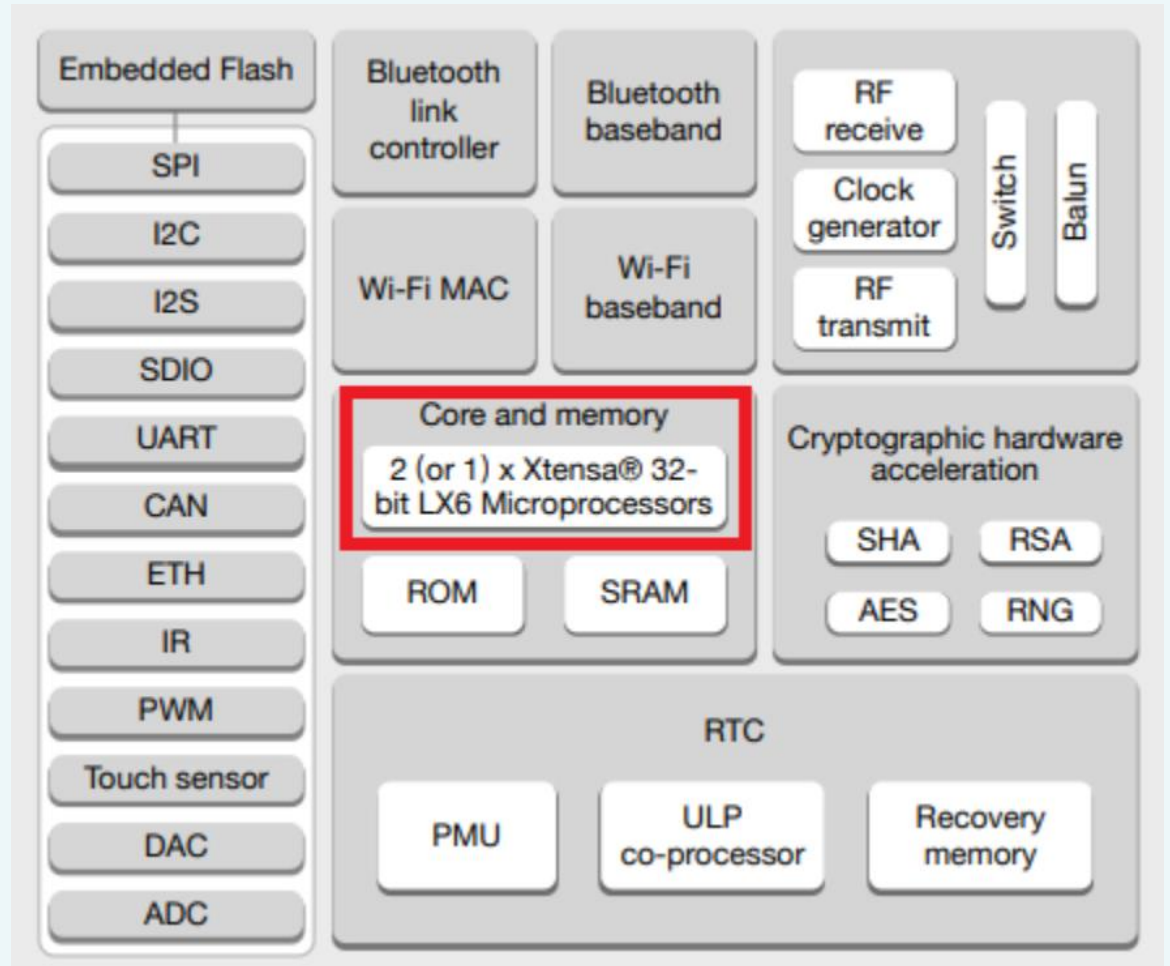 Embedded Flash
SPI
I2C
I2S
SDIO
UART
CAN
ETH
IR
PWM
Touch sensor
DAC
ADC
Bluetooth
link
controller
Bluetooth
baseband
Wi-Fi MAC
Wi-Fi
baseband
RF
receive
Clock
generator
RF
transmit
Switch
Balun
Core and memory
2 (or 1) x Xtensa® 32-
bit LX6 Microprocessors
ROM
SRAM
Cryptographic hardware
acceleration
SHA
RSA
AES
RNG
RTC
PMU
ULP
co-processor
Recovery
memory